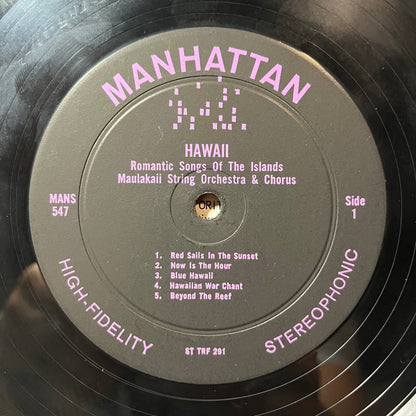 MANHATTAN
HAWAII
Romantic Songs Of The Islands
Maulakaii String Orchestra & Chorus
MANS
547
Side
1
1. Red Sails In The Sunset
2. Now Is The Hour
3. Blue Hawaii
4. Hawaiian War Chant
5. Beyond The Reef
HIGH-FIDELITY
STEREOPHONIC
ST TRF 291